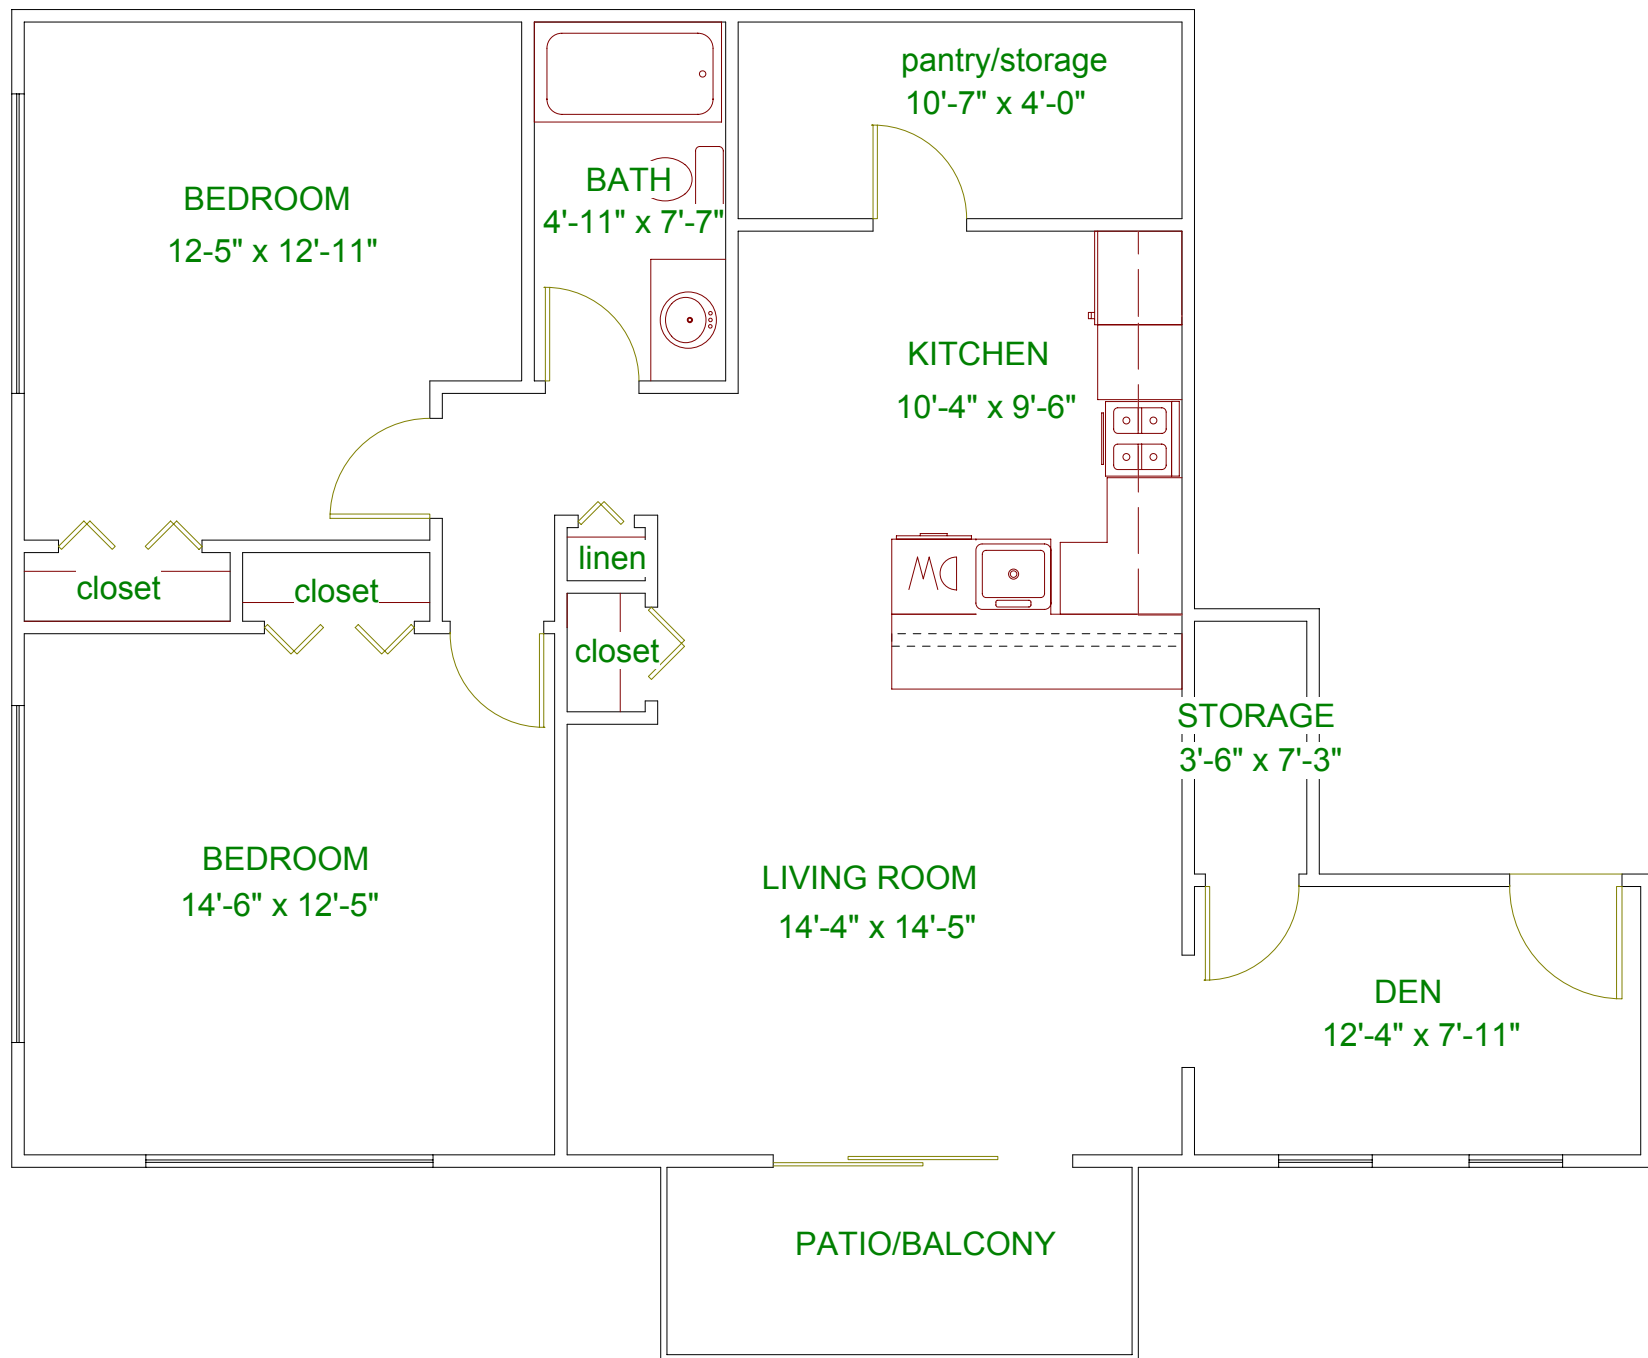 pantry/storage
10'-7" x 4'-0"
BEDROOM
12-5" x 12'-11"
BATH
4'-11" x 7'-7"
KITCHEN
10'-4" x 9'-6"
linen
closet
closet
closet
DW
STORAGE
3'-6" x 7'-3"
BEDROOM
14'-6" x 12'-5"
LIVING ROOM
14'-4" x 14'-5"
DEN
12'-4" x 7'-11"
PATIO/BALCONY